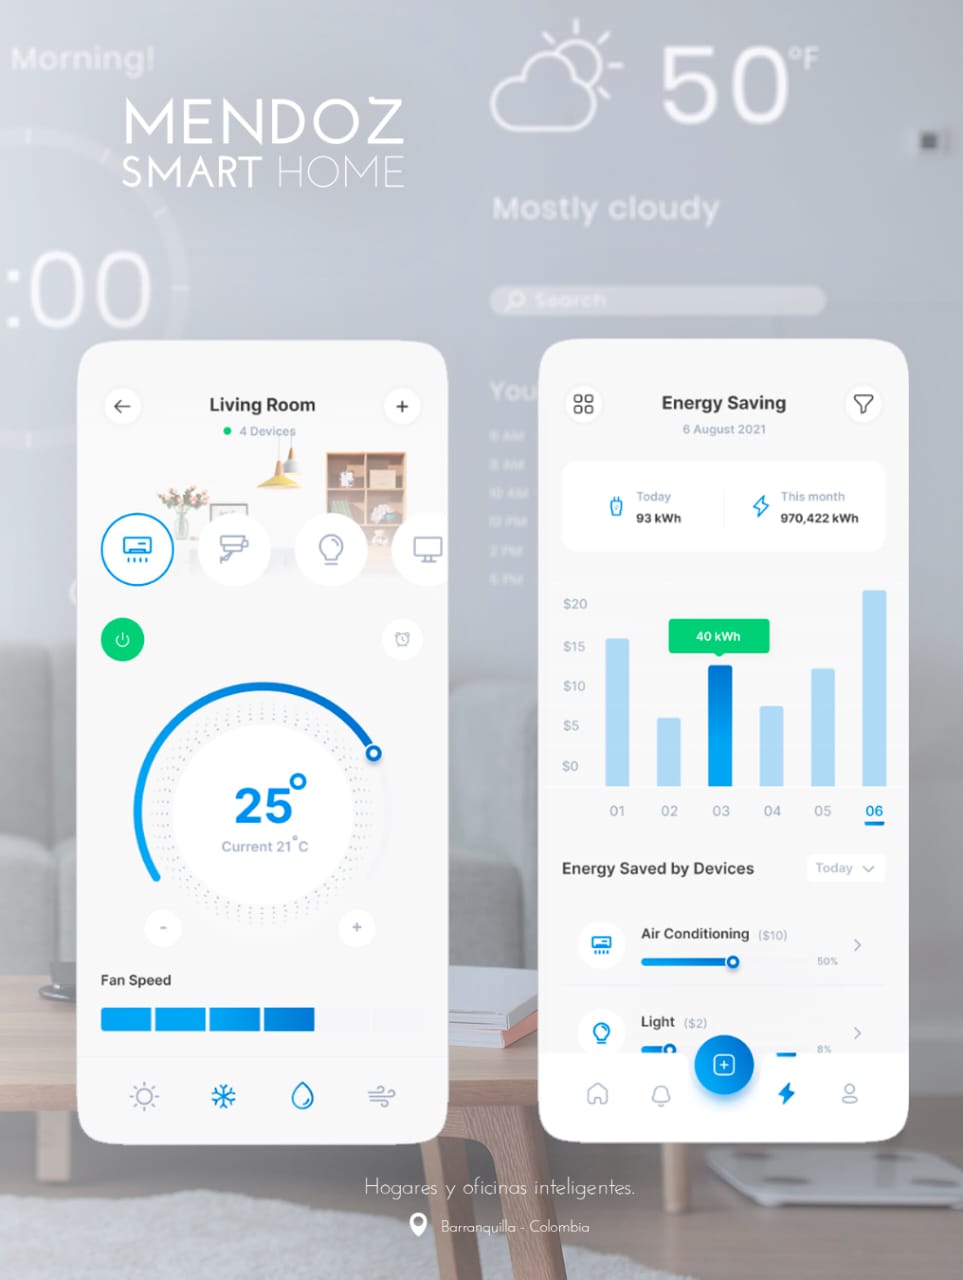 Morning!
MENDOZ
SMART HOME
:00
50°F
Mostly cloudy
Search
You
8 AM
8 AM
10 AM
12 PM
2 PM
5 PM
Living Room
4 Devices
25°
Current 21°C
-
+
Fan Speed
Energy Saving
6 August 2021
Today
93 kWh
This month
970,422 kWh
40 kWh
$20
$15
$10
$5
$0
01 02 03 04 05 06
Energy Saved by Devices
Today
Air Conditioning ($10)
50%
Light ($2)
8%
Hogares y oficinas inteligentes.
Barranquilla - Colombia